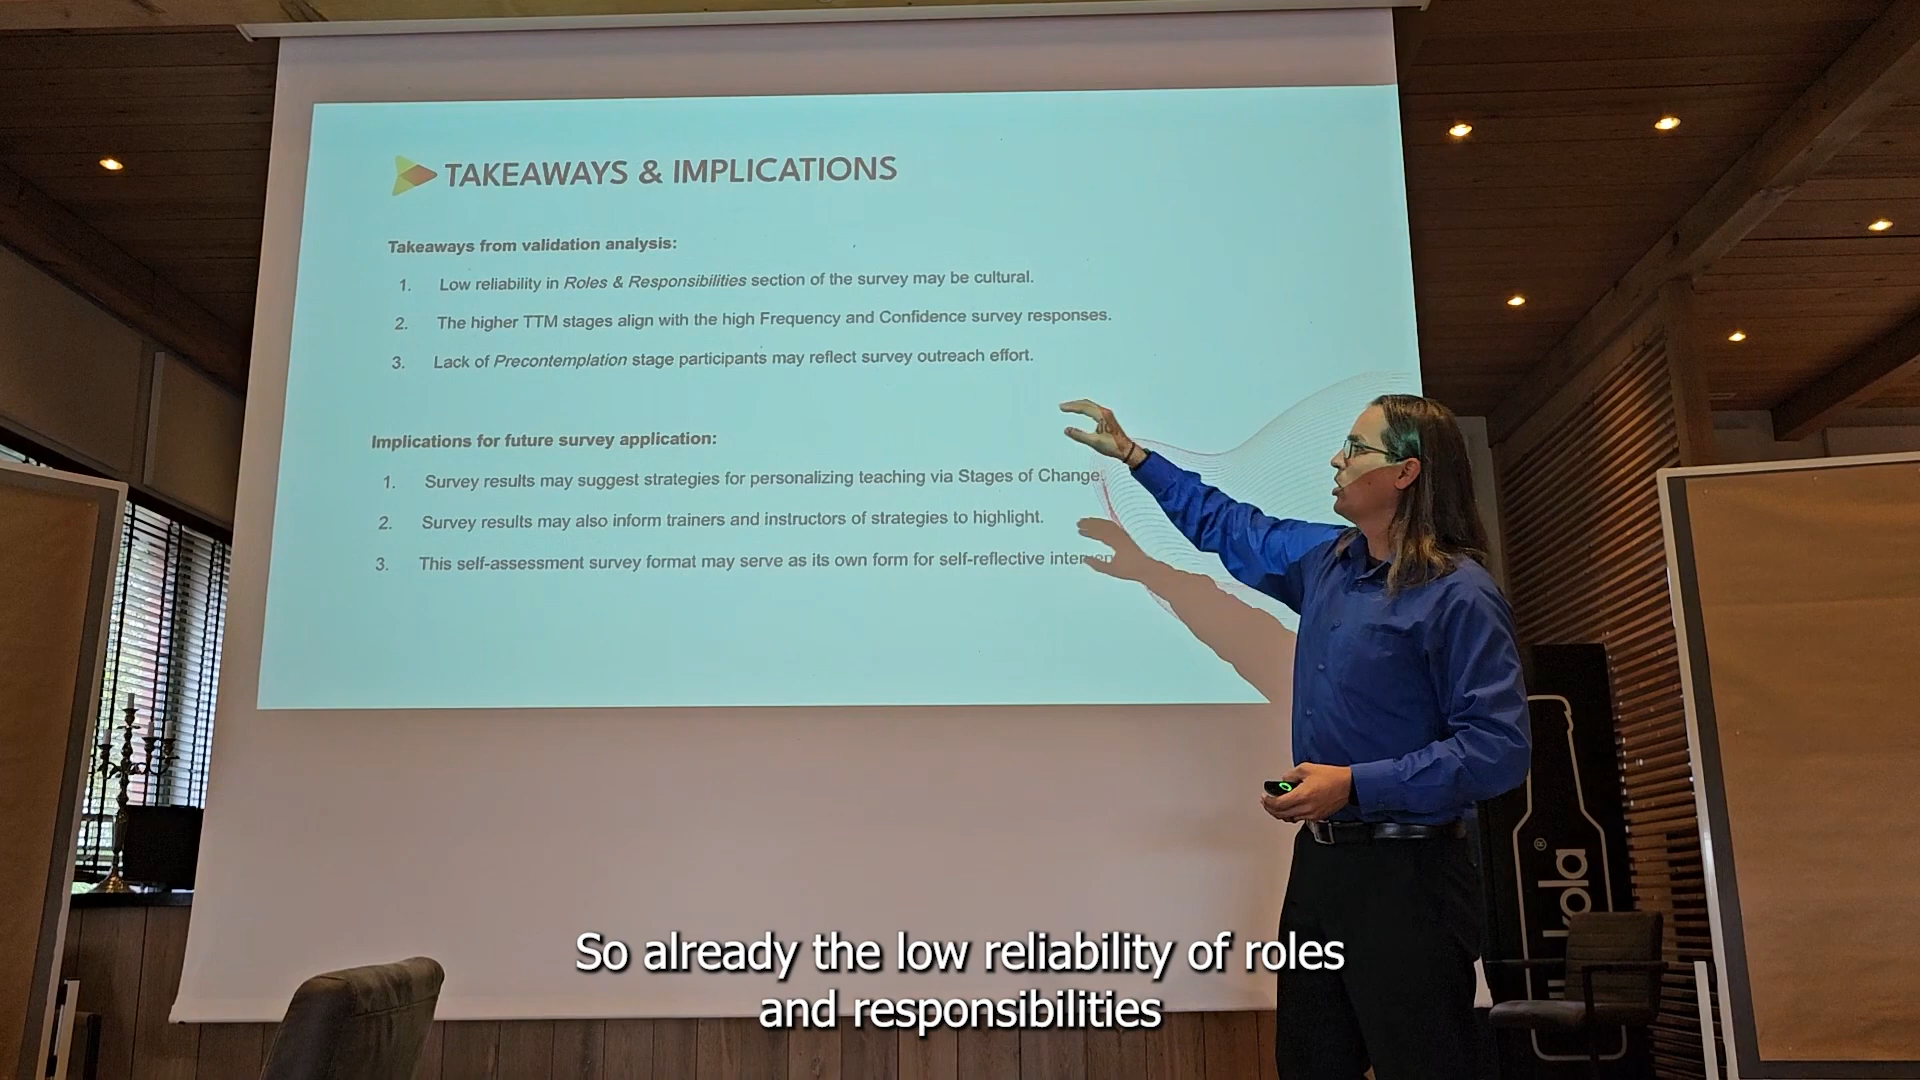 TAKEAWAYS & IMPLICATIONS
Takeaways from validation analysis:
1. Low reliability in Roles & Responsibilities section of the survey may be cultural.
2. The higher TTM stages align with the high Frequency and Confidence survey responses.
3. Lack of Precontemplation stage participants may reflect survey outreach effort.
Implications for future survey application:
1. Survey results may suggest strategies for personalizing teaching via Stages of Change.
2. Survey results may also inform trainers and instructors of strategies to highlight.
3. This self-assessment survey format may serve as its own form for self-reflective
kola®
So already the low reliability of roles
and responsibilities